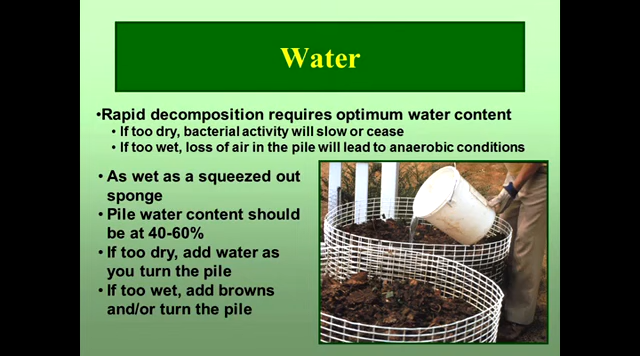 Water
•Rapid decomposition requires optimum water content
• If too dry, bacterial activity will slow or cease
• If too wet, loss of air in the pile will lead to anaerobic conditions
• As wet as a squeezed out
sponge
• Pile water content should
be at 40-60%
• If too dry, add water as
you turn the pile
• If too wet, add browns
and/or turn the pile